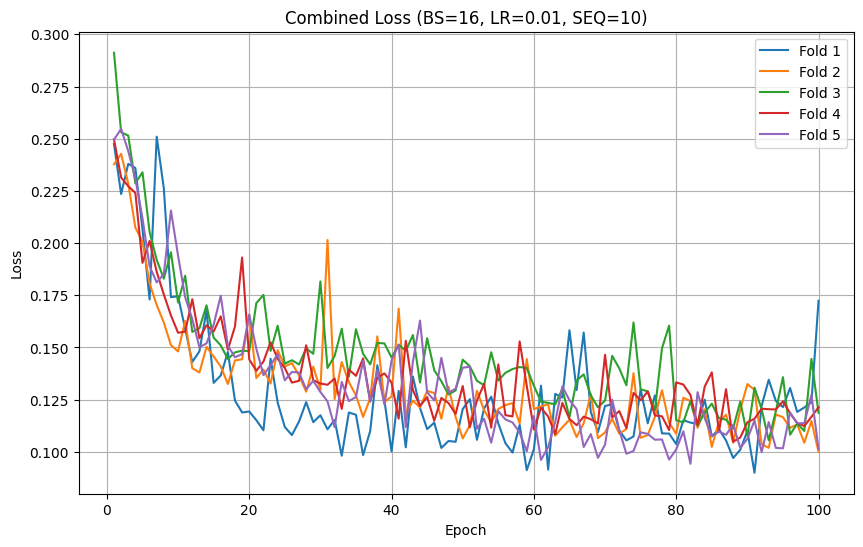 Combined Loss (BS=16, LR=0.01, SEQ=10)
0.300
0.275
0.250
0.225
0.200
0.175
0.150
0.125
0.100
Loss
Fold 1
Fold 2
Fold 3
Fold 4
Fold 5
0
20
40
60
80
100
Epoch